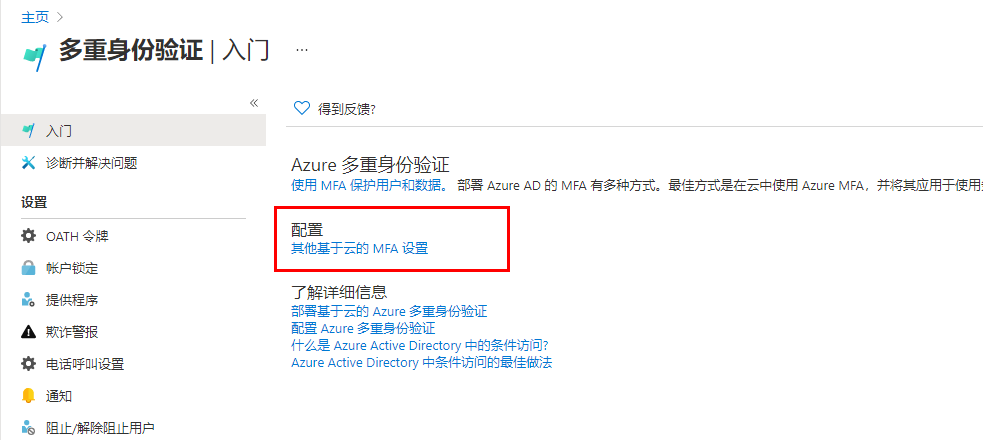 主页 >
多重身份验证 | 入门 ...
«
入门
诊断并解决问题
设置
OATH 令牌
帐户锁定
提供程序
欺诈警报
电话呼叫设置
通知
阻止/解除阻止用户
得到反馈?
Azure 多重身份验证
使用 MFA 保护用户和数据。 部署 Azure AD 的 MFA 有多种方式。最佳方式是在云中使用 Azure MFA，并将其应用于使用
配置
其他基于云的 MFA 设置
了解详细信息
部署基于云的 Azure 多重身份验证
配置 Azure 多重身份验证
什么是 Azure Active Directory 中的条件访问?
Azure Active Directory 中条件访问的最佳做法